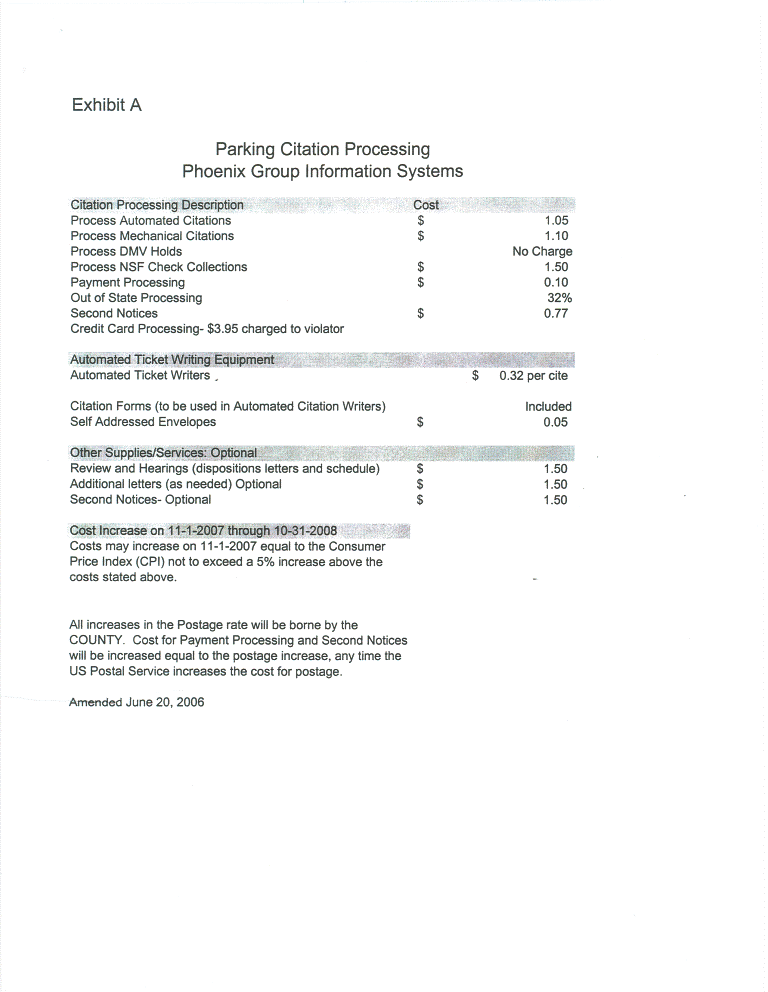 Exhibit A
Parking Citation Processing
Phoenix Group Information Systems
Citation Processing Description Cost
Process Automated Citations $ 1.05
Process Mechanical Citations $ 1.10
Process DMV Holds No Charge
Process NSF Check Collections $ 1.50
Payment Processing $ 0.10
Out of State Processing 32%
Second Notices $ 0.77
Credit Card Processing- $3.95 charged to violator
Automated Ticket Writing Equipment
Automated Ticket Writers $ 0.32 per cite
Citation Forms (to be used in Automated Citation Writers) Included
Self Addressed Envelopes $ 0.05
Other Supplies/Services: Optional
Review and Hearings (dispositions letters and schedule) $ 1.50
Additional letters (as needed) Optional $ 1.50
Second Notices- Optional $ 1.50
Cost Increase on 11-1-2007 through 10-31-2008
Costs may increase on 11-1-2007 equal to the Consumer
Price Index (CPI) not to exceed a 5% increase above the
costs stated above.
All increases in the Postage rate will be borne by the
COUNTY. Cost for Payment Processing and Second Notices
will be increased equal to the postage increase, any time the
US Postal Service increases the cost for postage.
Amended June 20, 2006